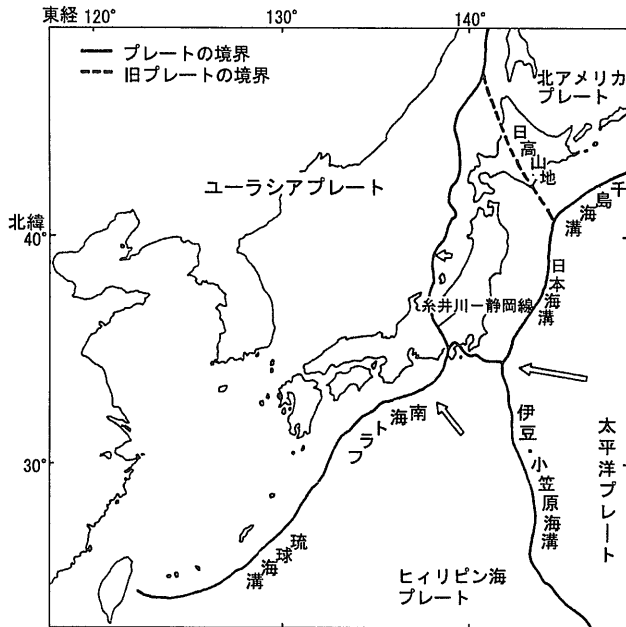 東経 120° 130° 140°
プレートの境界
旧プレートの境界
北アメリカ
プレート
日高山地
ユーラシアプレート
千島海溝
北緯
40°
日本海溝
糸井川ー静岡線
南海トラフ
伊豆・小笠原海溝
太平洋プレート
30°
琉球海溝
ヒィリピン海
プレート